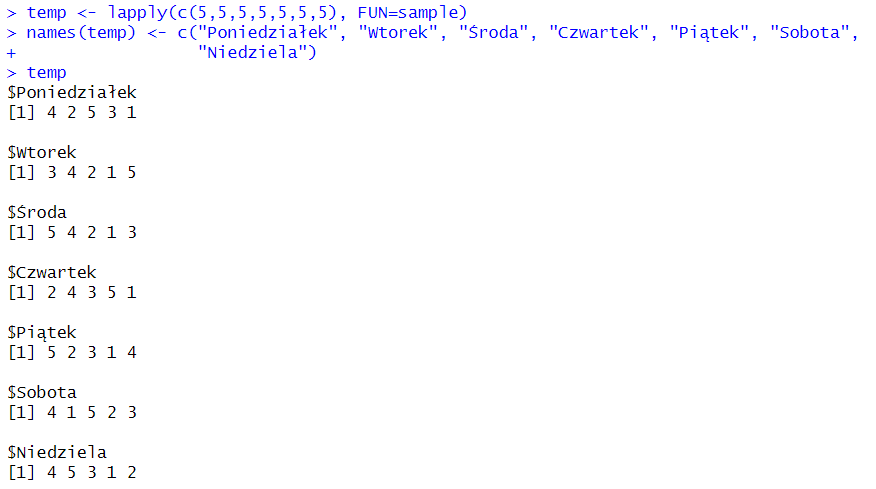 > temp <- lapply(c(5,5,5,5,5,5,5), FUN=sample)
> names(temp) <- c("Poniedziałek", "Wtorek", "Środa", "Czwartek", "Piątek", "Sobota",
+                  "Niedziela")
> temp
$Poniedziałek
[1] 4 2 5 3 1

$Wtorek
[1] 3 4 2 1 5

$Środa
[1] 5 4 2 1 3

$Czwartek
[1] 2 4 3 5 1

$Piątek
[1] 5 2 3 1 4

$Sobota
[1] 4 1 5 2 3

$Niedziela
[1] 4 5 3 1 2